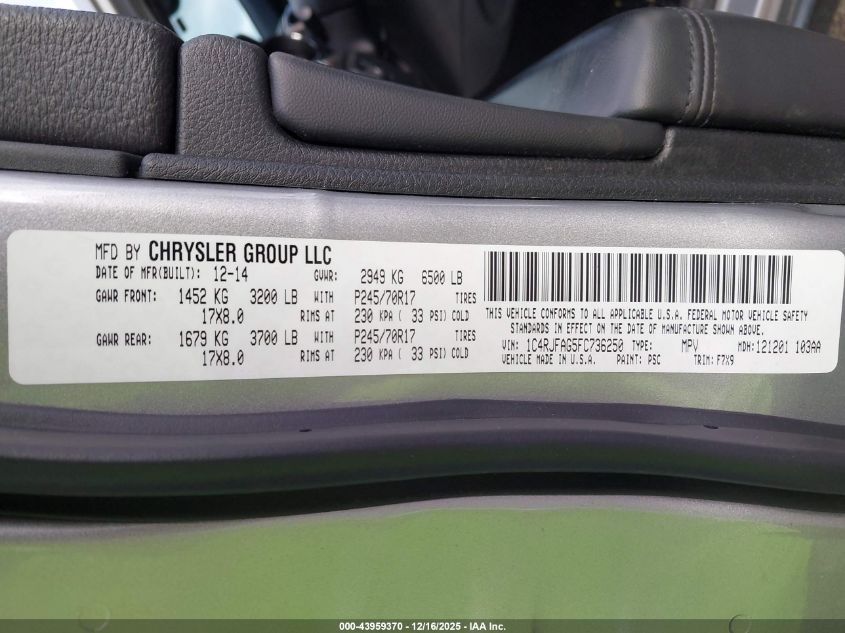 MFD BY CHRYSLER GROUP LLC
DATE OF MFR(BUILT): 12-14 GVWR: 2949 KG 6500 LB
GAWR FRONT: 1452 KG 3200 LB WITH P245/70R17 TIRES
17X8.0 RIMS AT 230 KPA ( 33 PSI) COLD
GAWR REAR: 1679 KG 3700 LB WITH P245/70R17 TIRES
17X8.0 RIMS AT 230 KPA ( 33 PSI) COLD
THIS VEHICLE CONFORMS TO ALL APPLICABLE U.S.A. FEDERAL MOTOR VEHICLE SAFETY
STANDARDS IN EFFECT ON THE DATE OF MANUFACTURE SHOWN ABOVE.
VIN: 1C4RJFAG5FC736250 TYPE: MPV MDH: 121201 103AA
VEHICLE MADE IN U.S.A. PAINT: PSC TRIM: F7X9
000-43959370 - 12/16/2025 - IAA Inc.